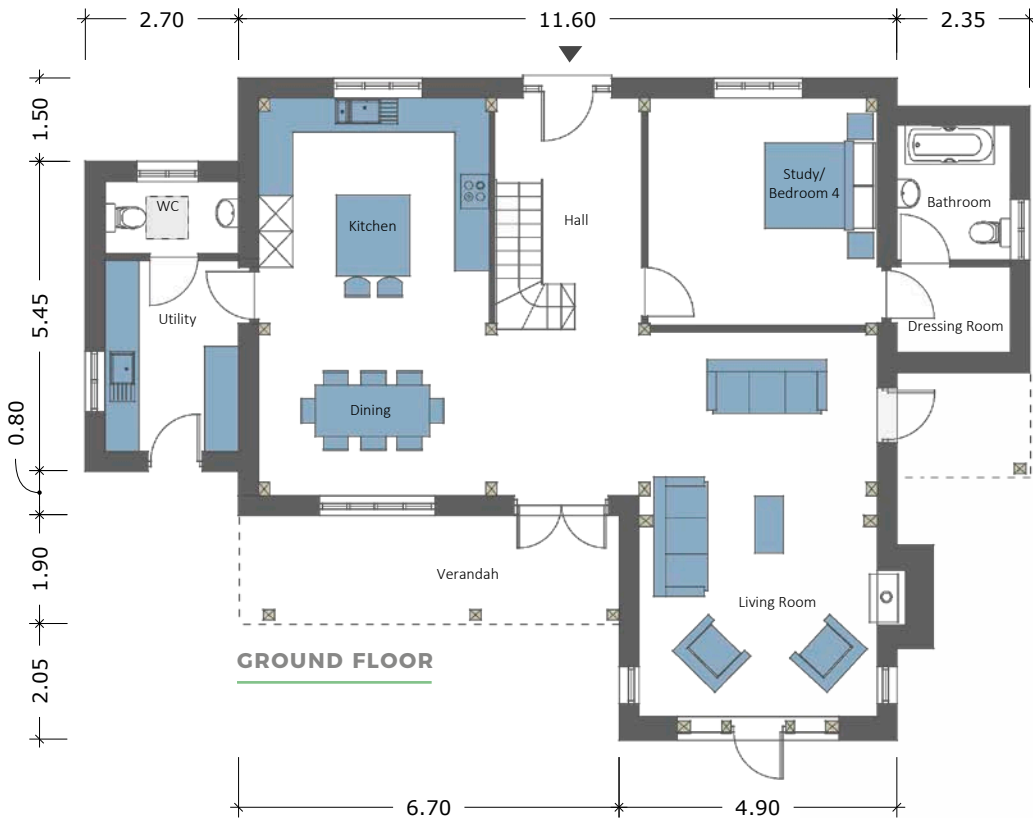 2.70
11.60
2.35
1.50
5.45
0.80
1.90
2.05
WC
Kitchen
Hall
Study/
Bedroom 4
Bathroom
Utility
Dressing Room
Dining
Verandah
Living Room
GROUND FLOOR
6.70
4.90